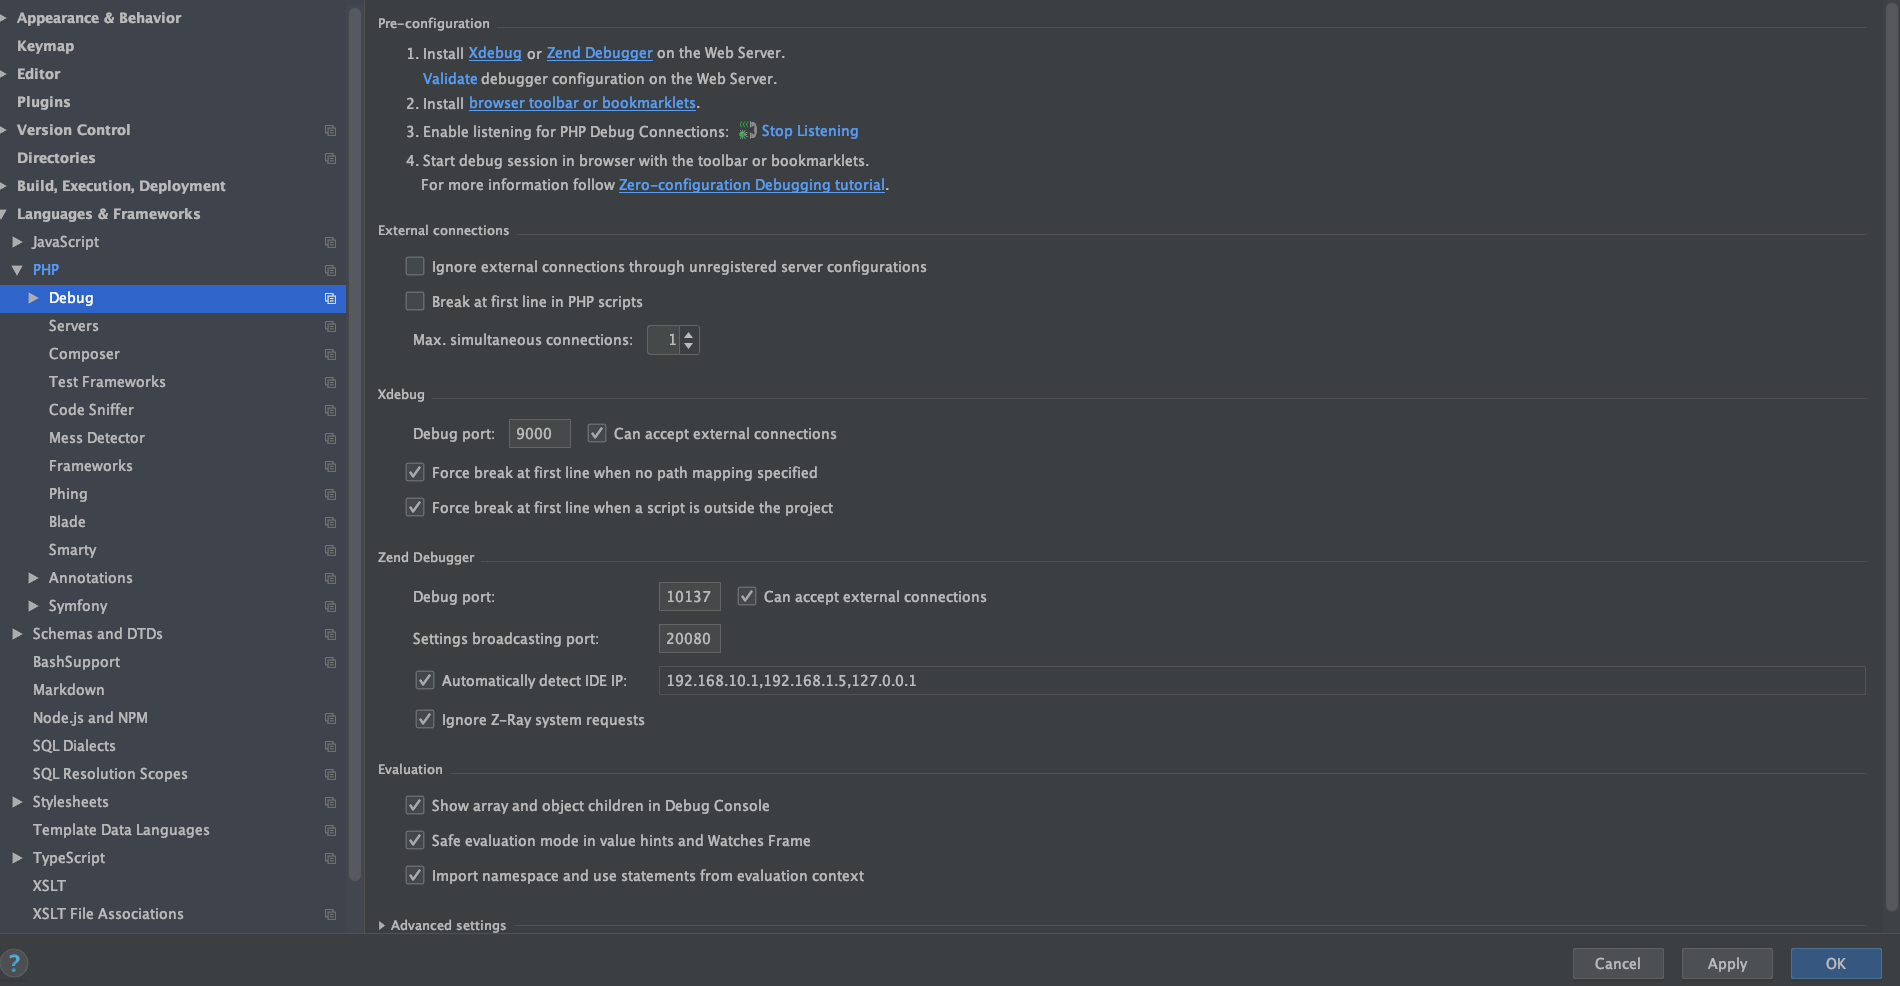 Appearance & Behavior
Keymap
Editor
Plugins
Version Control
Directories
Build, Execution, Deployment
Languages & Frameworks
JavaScript
PHP
Debug
Servers
Composer
Test Frameworks
Code Sniffer
Mess Detector
Frameworks
Phing
Blade
Smarty
Annotations
Symfony
Schemas and DTDs
BashSupport
Markdown
Node.js and NPM
SQL Dialects
SQL Resolution Scopes
Stylesheets
Template Data Languages
TypeScript
XSLT
XSLT File Associations
Pre-configuration
1. Install Xdebug or Zend Debugger on the Web Server.
Validate debugger configuration on the Web Server.
2. Install browser toolbar or bookmarklets.
3. Enable listening for PHP Debug Connections: Stop Listening
4. Start debug session in browser with the toolbar or bookmarklets.
For more information follow Zero-configuration Debugging tutorial.
External connections
Ignore external connections through unregistered server configurations
Break at first line in PHP scripts
Max. simultaneous connections: 1
Xdebug
Debug port: 9000 Can accept external connections
Force break at first line when no path mapping specified
Force break at first line when a script is outside the project
Zend Debugger
Debug port: 10137 Can accept external connections
Settings broadcasting port: 20080
Automatically detect IDE IP: 192.168.10.1,192.168.1.5,127.0.0.1
Ignore Z-Ray system requests
Evaluation
Show array and object children in Debug Console
Safe evaluation mode in value hints and Watches Frame
Import namespace and use statements from evaluation context
Advanced settings
? Cancel Apply OK